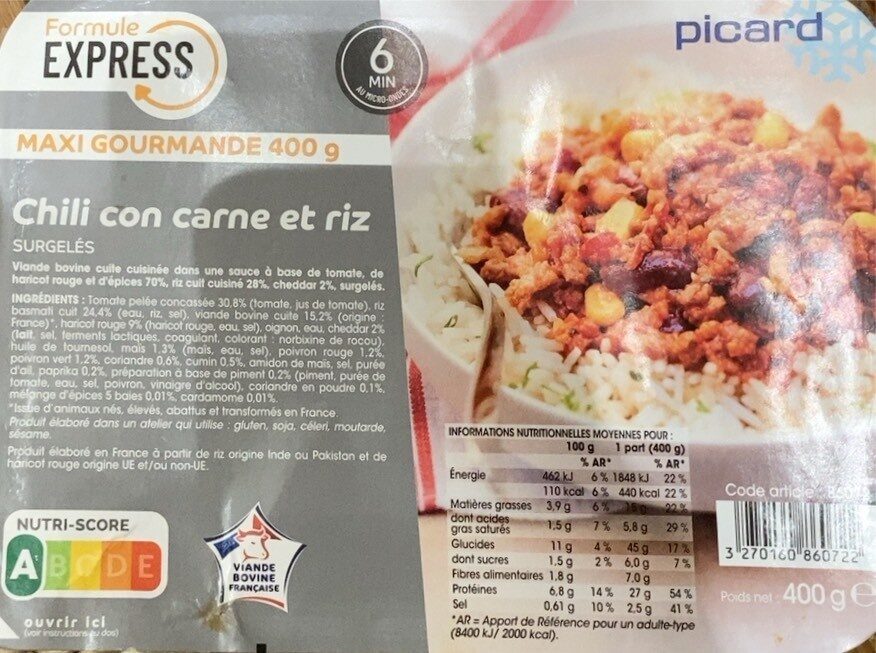 Formule
EXPRESS
6
MIN
AU MICRO-ONDES
picard
MAXI GOURMANDE 400 g
Chili con carne et riz
SURGELÉS
Viande bovine cuite cuisinée dans une sauce à base de tomate, de
haricot rouge et d'épices 70%, riz cuit cuisiné 28%, cheddar 2%, surgelés.
INGRÉDIENTS : Tomate pelée concassée 30,8% (tomate, jus de tomate), riz
basmati cuit 24,4% (eau, riz, sel), viande bovine cuite 15,2% (origine :
France)*, haricot rouge 9% (haricot rouge, eau, sel), oignon, eau, cheddar 2%
(lait, sel, ferments lactiques, coagulant, colorant : norbixine de rocou),
huile de tournesol, maïs 1,3% (maïs, eau, sel), poivron rouge 1,2%,
poivron vert 1,2%, coriandre 0,6%, cumin 0,5%, amidon de maïs, sel, purée
d'ail, paprika 0,2%, préparation à base de piment 0,2% (piment, purée de
tomate, eau, sel, poivron, vinaigre d'alcool), coriandre en poudre 0,1%,
mélange d'épices 5 baies 0,01%, cardamome 0,01%.
*Issue d'animaux nés, élevés, abattus et transformés en France.
Produit élaboré dans un atelier qui utilise : gluten, soja, céleri, moutarde,
sésame.
Produit élaboré en France à partir de riz origine Inde ou Pakistan et de
haricot rouge origine UE et/ou non-UE.
NUTRI-SCORE
A B C D E
VIANDE
BOVINE
FRANÇAISE
ouvrir ici
(voir instructions au dos)
INFORMATIONS NUTRITIONNELLES MOYENNES POUR :
100 g 1 part (400 g)
% AR* % AR*
Énergie 462 kJ 6% 1848 kJ 22 %
110 kcal 6% 440 kcal 22 %
Matières grasses 3,9 g 6% 22 %
dont acides
gras saturés 1,5 g 7% 5,8 g 29 %
Glucides 11 g 4% 45 g 17 %
dont sucres 1,5 g 2% 6,0 g 7 %
Fibres alimentaires 1,8 g 7,0 g
Protéines 6,8 g 14 % 27 g 54 %
Sel 0,61 g 10 % 2,5 g 41 %
*AR = Apport de Référence pour un adulte-type
(8400 kJ/ 2000 kcal).
Code article
3 270160 860722
Poids net : 400 g e